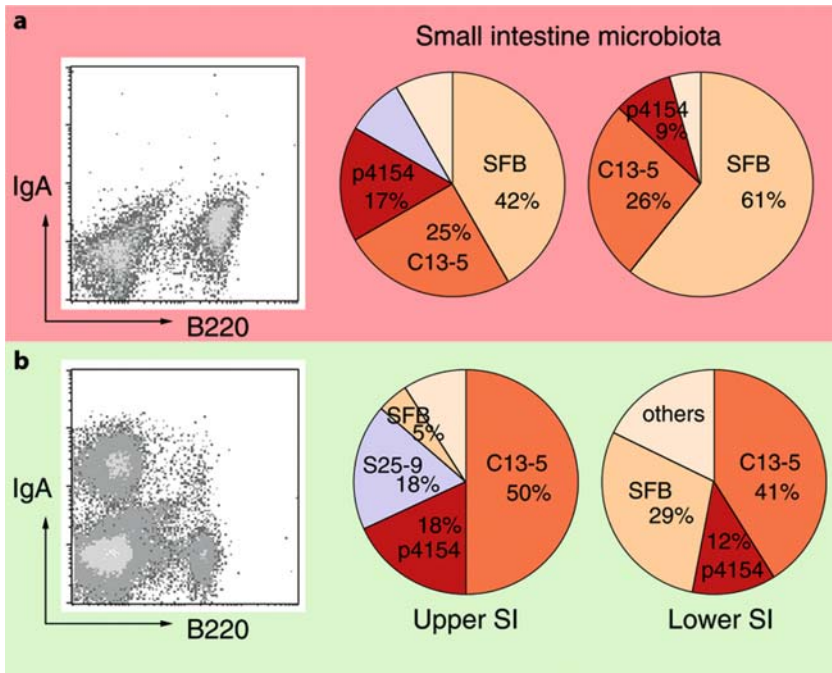 a
Small intestine microbiota
IgA
B220
SFB
42%
25%
C13-5
p4154
17%
SFB
61%
C13-5
26%
p4154
9%
b
IgA
B220
C13-5
50%
18%
p4154
S25-9
18%
SFB
5%
Upper SI
C13-5
41%
12%
p4154
SFB
29%
others
Lower SI